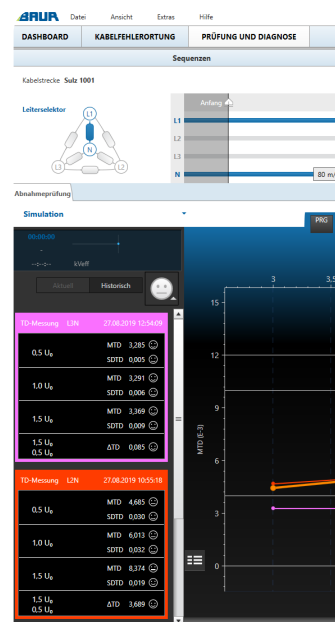 BAUR Datei Ansicht Extras Hilfe
DASHBOARD KABELFEHLERORTUNG PRÜFUNG UND DIAGNOSE
Sequenzen
Kabelstrecke Sulz 1001
Leiterselektor
Anfang
L1
L1
N
L3
L2
L2
L3
N
80 m/
Abnahmeprüfung
Simulation
PRG
00:00:00
-
--:--:-- kVeff
Aktuell Historisch
TD-Messung L3N 27.08.2019 12:54:09
0,5 U₀ MTD 3,285
SDTD 0,005
1,0 U₀ MTD 3,291
SDTD 0,006
1,5 U₀ MTD 3,369
SDTD 0,009
1,5 U₀
0,5 U₀ ΔTD 0,085
TD-Messung L2N 27.08.2019 10:55:18
0,5 U₀ MTD 4,685
SDTD 0,030
1,0 U₀ MTD 6,013
SDTD 0,032
1,5 U₀ MTD 8,374
SDTD 0,019
1,5 U₀
0,5 U₀ ΔTD 3,689
3 3,5
15
12
9
6
3
0
MTD (E-3)